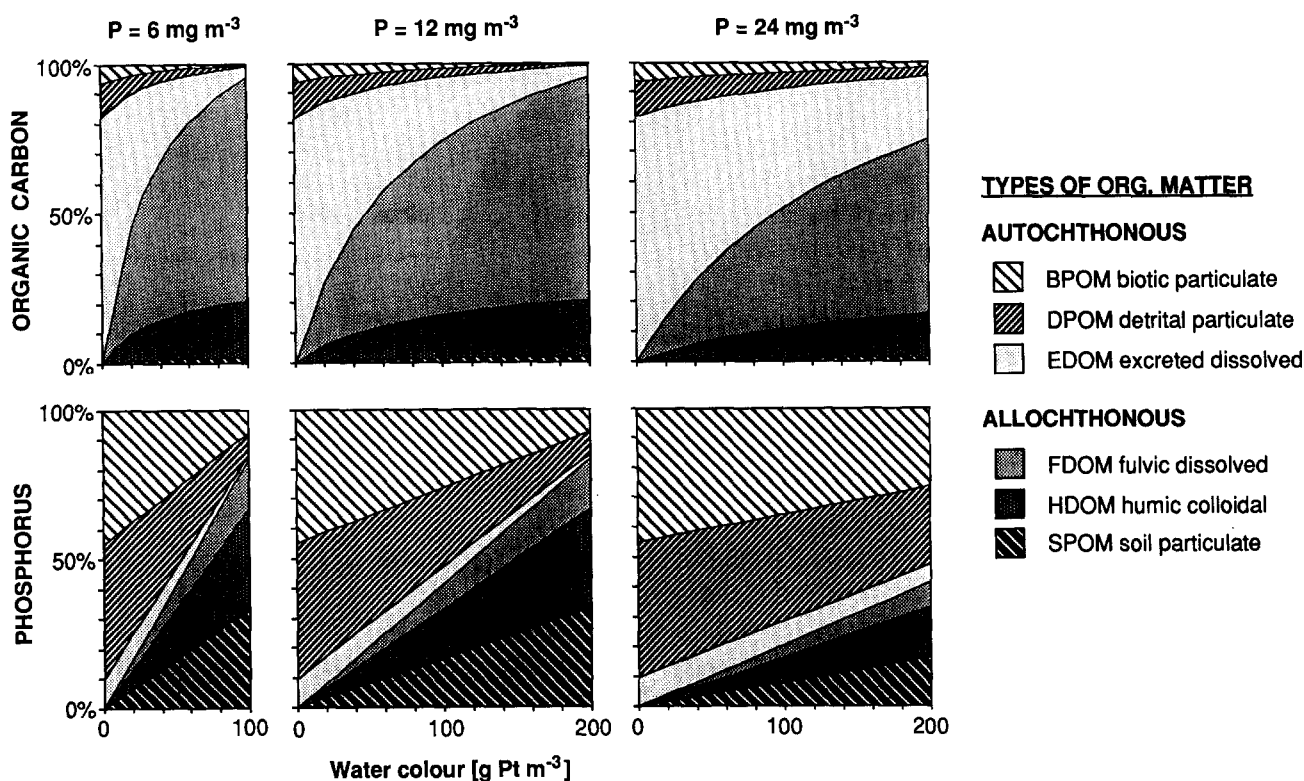 P = 6 mg m-3
P = 12 mg m-3
P = 24 mg m-3
ORGANIC CARBON
100%
50%
0%
PHOSPHORUS
100%
50%
0%
0 100
0 100 200
0 100 200
Water colour [g Pt m-3]
TYPES OF ORG. MATTER
AUTOCHTHONOUS
BPOM biotic particulate
DPOM detrital particulate
EDOM excreted dissolved
ALLOCHTHONOUS
FDOM fulvic dissolved
HDOM humic colloidal
SPOM soil particulate